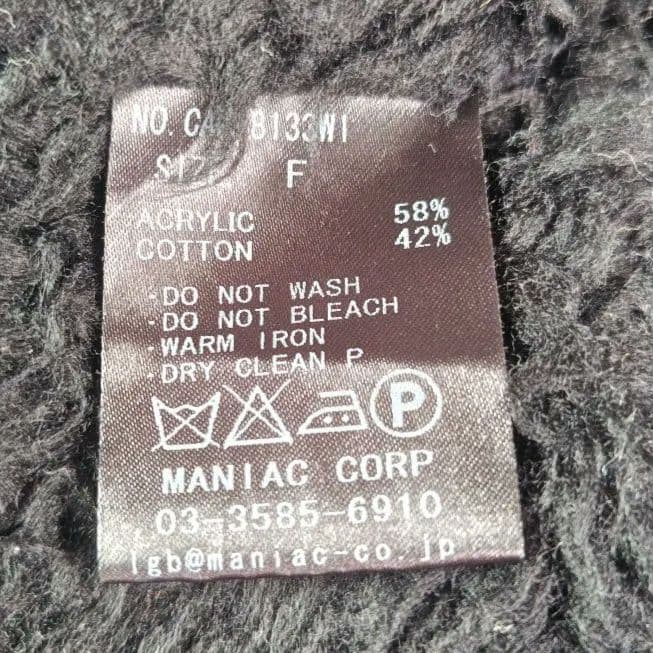 NO. 8133W1
F
ACRYLIC 58%
COTTON 42%
·DO NOT WASH
·DO NOT BLEACH
·WARM IRON
·DRY CLEAN P
P
MANIAC CORP
03-3585-6910
lgb@maniac-co.jp